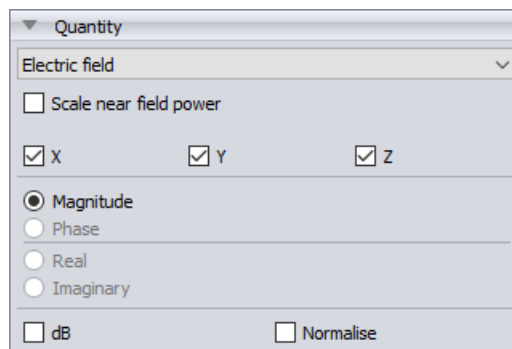 Quantity
Electric field
Scale near field power
X Y Z
Magnitude
Phase
Real
Imaginary
dB Normalise